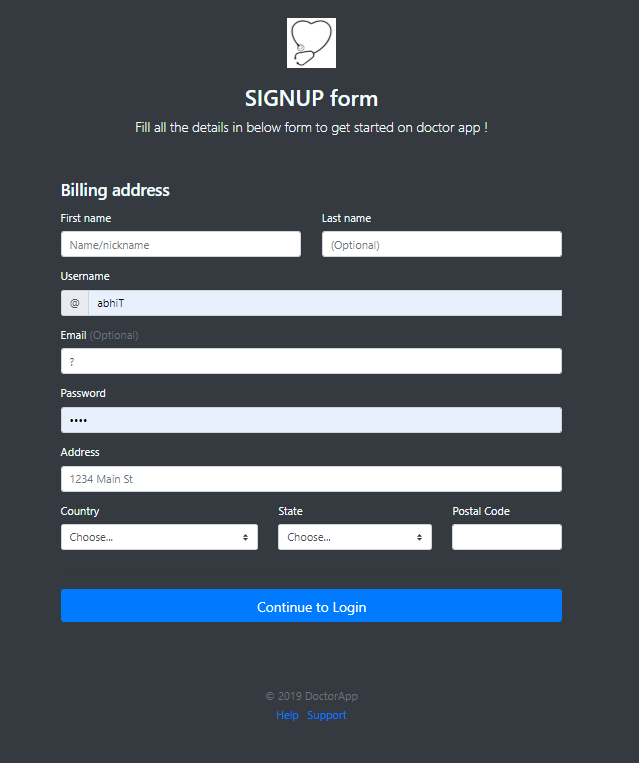 SIGNUP form
Fill all the details in below form to get started on doctor app !
Billing address
First name Last name
Name/nickname (Optional)
Username
@ abhiT
Email (Optional)
?
Password
••••
Address
1234 Main St
Country State Postal Code
Choose... Choose...
Continue to Login
© 2019 DoctorApp
Help Support